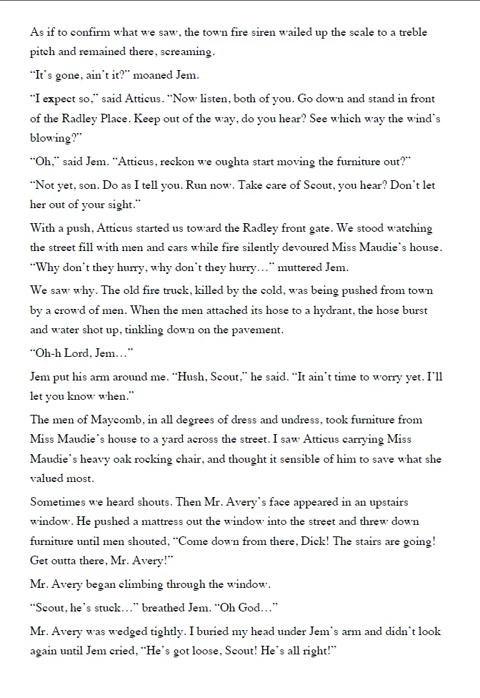 As if to confirm what we saw, the town fire siren wailed up the scale to a treble
pitch and remained there, screaming.
“It’s gone, ain’t it?” moaned Jem.
“I expect so,” said Atticus. “Now listen, both of you. Go down and stand in front
of the Radley Place. Keep out of the way, do you hear? See which way the wind’s
blowing?”
“Oh,” said Jem. “Atticus, reckon we oughta start moving the furniture out?”
“Not yet, son. Do as I tell you. Run now. Take care of Scout, you hear? Don’t let
her out of your sight.”
With a push, Atticus started us toward the Radley front gate. We stood watching
the street fill with men and cars while fire silently devoured Miss Maudie’s house.
“Why don’t they hurry, why don’t they hurry…” muttered Jem.
We saw why. The old fire truck, killed by the cold, was being pushed from town
by a crowd of men. When the men attached its hose to a hydrant, the hose burst
and water shot up, tinkling down on the pavement.
“Oh-h Lord, Jem…”
Jem put his arm around me. “Hush, Scout,” he said. “It ain’t time to worry yet. I’ll
let you know when.”
The men of Maycomb, in all degrees of dress and undress, took furniture from
Miss Maudie’s house to a yard across the street. I saw Atticus carrying Miss
Maudie’s heavy oak rocking chair, and thought it sensible of him to save what she
valued most.
Sometimes we heard shouts. Then Mr. Avery’s face appeared in an upstairs
window. He pushed a mattress out the window into the street and threw down
furniture until men shouted, “Come down from there, Dick! The stairs are going!
Get outta there, Mr. Avery!”
Mr. Avery began climbing through the window.
“Scout, he’s stuck…” breathed Jem. “Oh God…”
Mr. Avery was wedged tightly. I buried my head under Jem’s arm and didn’t look
again until Jem cried, “He’s got loose, Scout! He’s all right!”